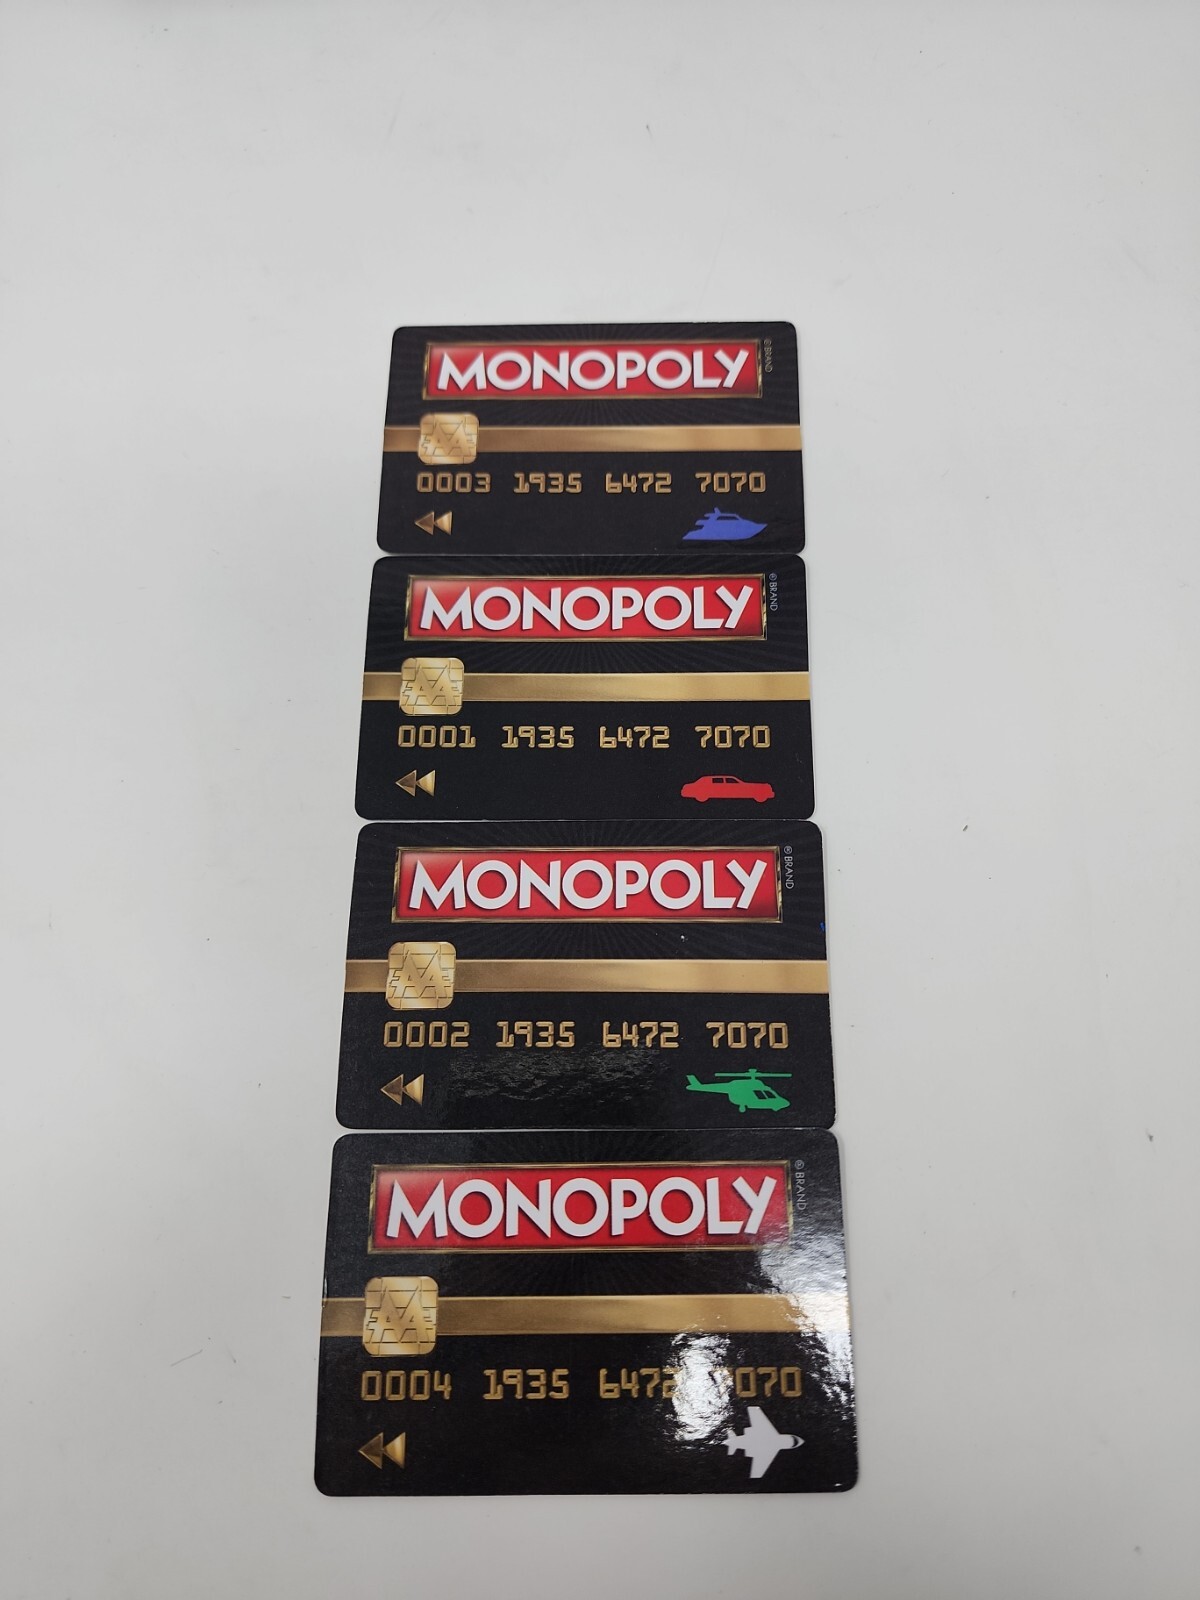 MONOPOLY
® BRAND
0003 1935 6472 7070
MONOPOLY
® BRAND
0001 1935 6472 7070
MONOPOLY
® BRAND
0002 1935 6472 7070
MONOPOLY
® BRAND
0004 1935 6472 7070